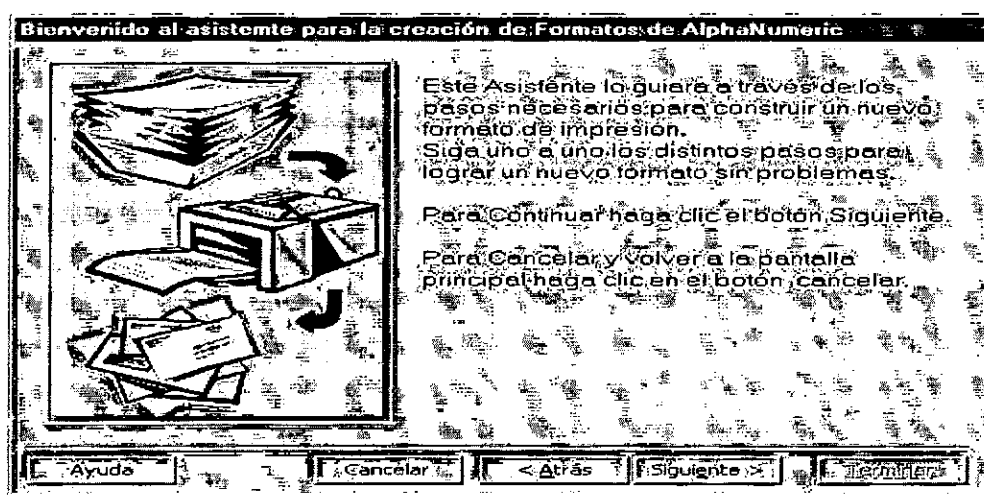 Bienvenido al asistemte para la creación de Formatos de AlphaNumeric
Este Asistente lo guiara a través de los
pasos necesarios para construir un nuevo
formato de impresión.
Siga uno a uno los distintos pasos para
lograr un nuevo formato sin problemas.
Para Continuar haga clic el botón Siguiente.
Para Cancelar y volver a la pantalla
principal haga clic en el botón cancelar.
Ayuda
Cancelar
< Atrás
Siguiente >
Terminar